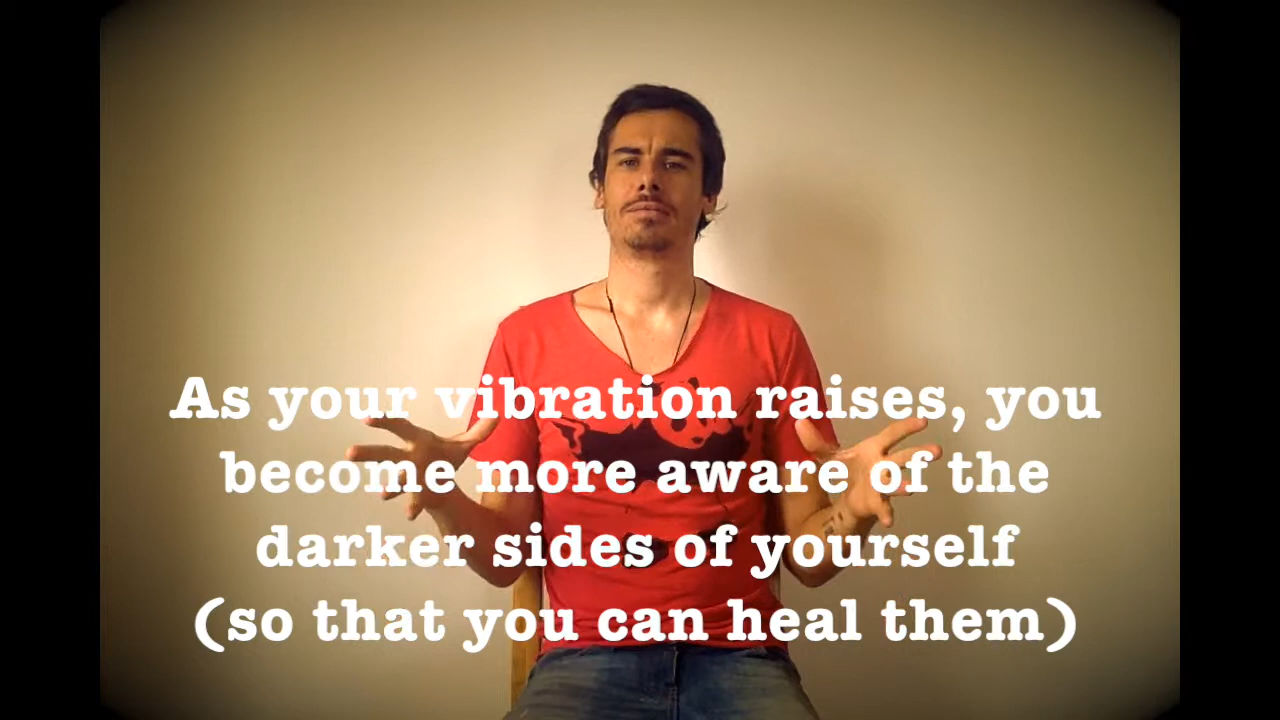 As your vibration raises, you
become more aware of the
darker sides of yourself
(so that you can heal them)